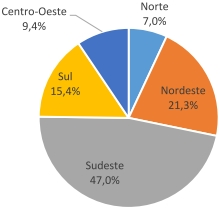 Norte
7,0%
Nordeste
21,3%
Sudeste
47,0%
Sul
15,4%
Centro-Oeste
9,4%